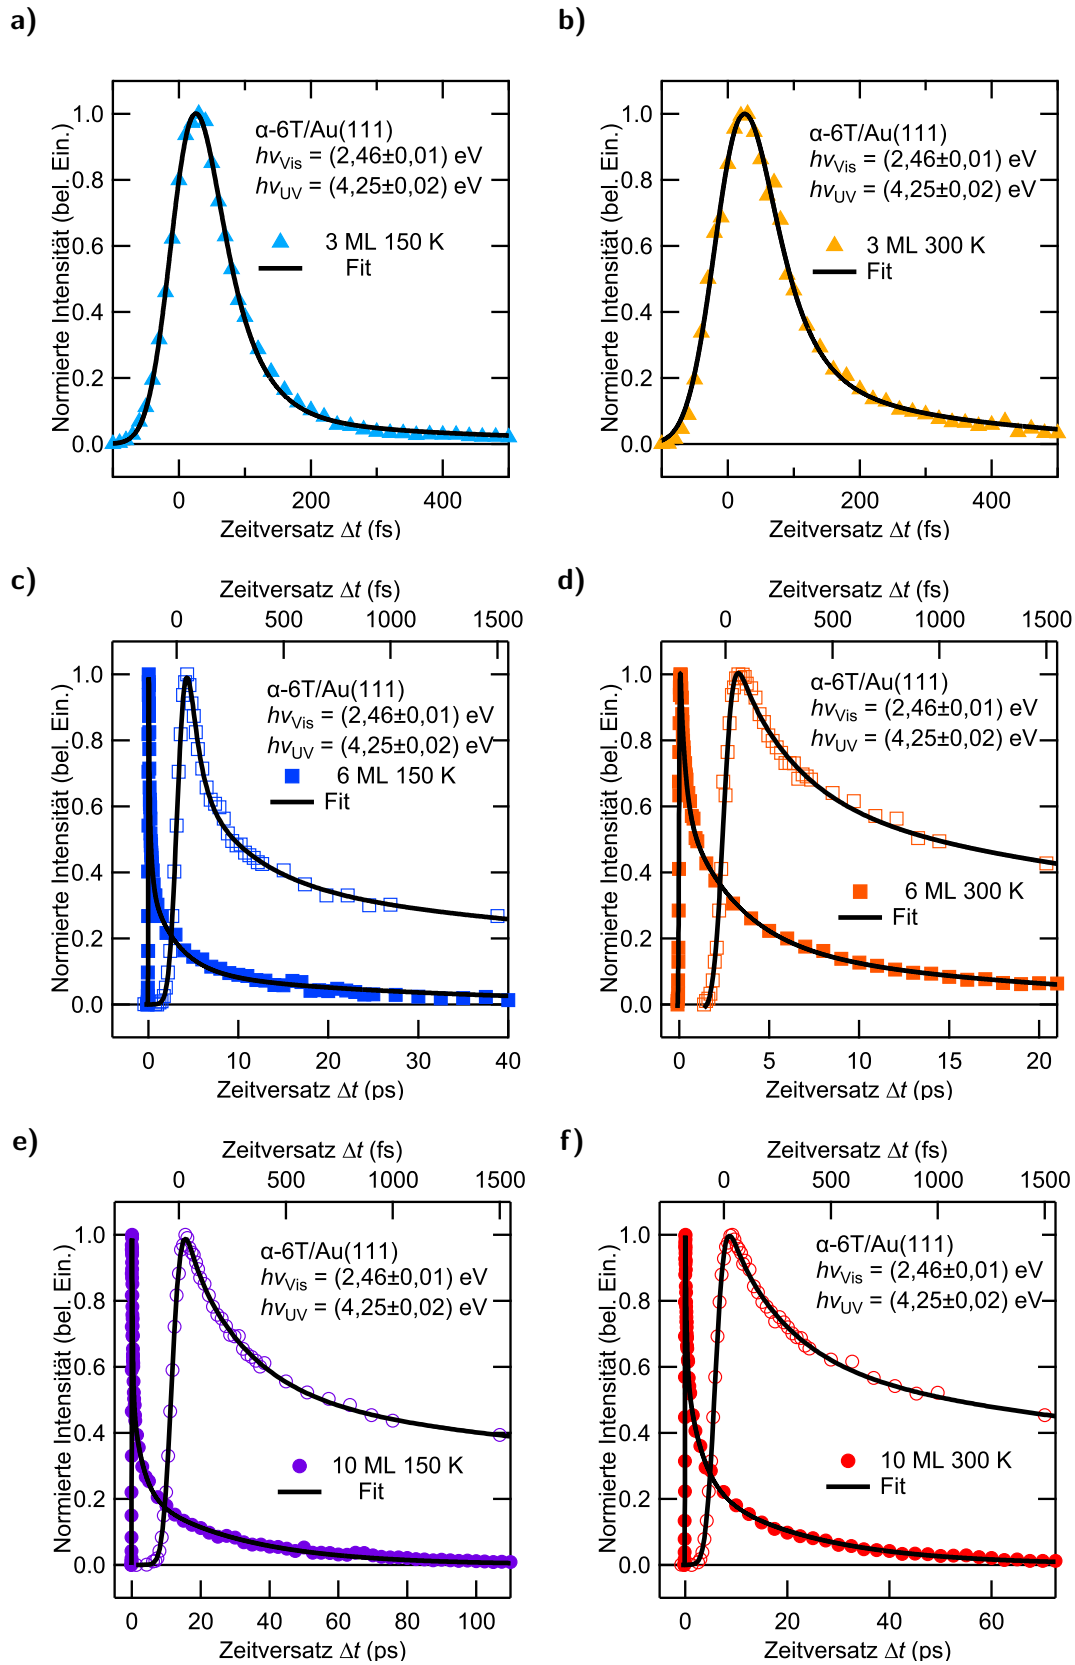 a)
1.0
0.8
0.6
0.4
0.2
0.0
Normierte Intensität (bel. Ein.)
α-6T/Au(111)
hνVis = (2,46±0,01) eV
hνUV = (4,25±0,02) eV
3 ML 150 K
Fit
0 200 400
Zeitversatz Δt (fs)
b)
1.0
0.8
0.6
0.4
0.2
0.0
Normierte Intensität (bel. Ein.)
α-6T/Au(111)
hνVis = (2,46±0,01) eV
hνUV = (4,25±0,02) eV
3 ML 300 K
Fit
0 200 400
Zeitversatz Δt (fs)
c)
Zeitversatz Δt (fs)
0 500 1000 1500
1.0
0.8
0.6
0.4
0.2
0.0
Normierte Intensität (bel. Ein.)
α-6T/Au(111)
hνVis = (2,46±0,01) eV
hνUV = (4,25±0,02) eV
6 ML 150 K
Fit
0 10 20 30 40
Zeitversatz Δt (ps)
d)
Zeitversatz Δt (fs)
0 500 1000 1500
1.0
0.8
0.6
0.4
0.2
0.0
Normierte Intensität (bel. Ein.)
α-6T/Au(111)
hνVis = (2,46±0,01) eV
hνUV = (4,25±0,02) eV
6 ML 300 K
Fit
0 5 10 15 20
Zeitversatz Δt (ps)
e)
Zeitversatz Δt (fs)
0 500 1000 1500
1.0
0.8
0.6
0.4
0.2
0.0
Normierte Intensität (bel. Ein.)
α-6T/Au(111)
hνVis = (2,46±0,01) eV
hνUV = (4,25±0,02) eV
10 ML 150 K
Fit
0 20 40 60 80 100
Zeitversatz Δt (ps)
f)
Zeitversatz Δt (fs)
0 500 1000 1500
1.0
0.8
0.6
0.4
0.2
0.0
Normierte Intensität (bel. Ein.)
α-6T/Au(111)
hνVis = (2,46±0,01) eV
hνUV = (4,25±0,02) eV
10 ML 300 K
Fit
0 20 40 60
Zeitversatz Δt (ps)